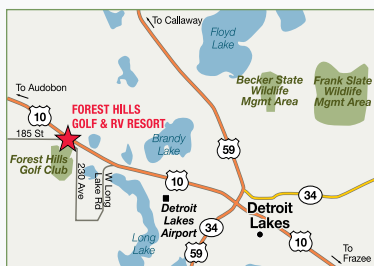 To Callaway
Floyd
Lake
Becker State
Wildlife
Mgmt Area
Frank Slate
Wildlife
Mgmt Area
To Audobon
10
FOREST HILLS
GOLF & RV RESORT
185 St
Brandy
Lake
59
Forest Hills
Golf Club
230 Ave
W Long
Lake Rd
10
34
Detroit
Lakes
Airport
Detroit
Lakes
34
Long
Lake
59
10
To
Frazee